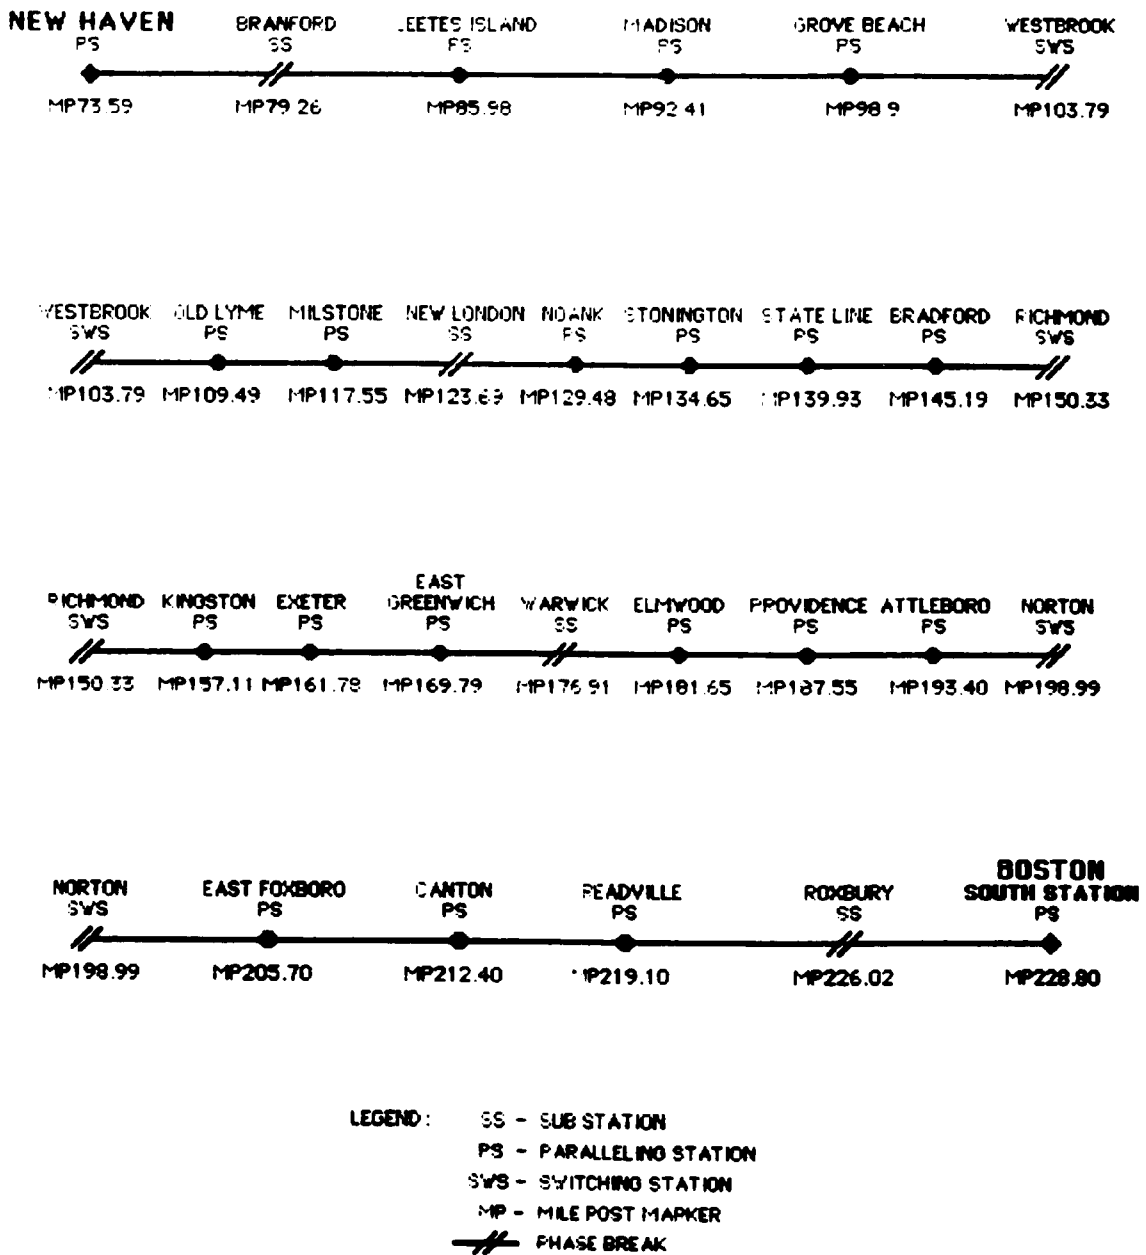 NEW HAVEN BRANFORD LEETES ISLAND MADISON GROVE BEACH WESTBROOK
PS SS PS PS PS SWS
MP73.59 MP79.26 MP85.98 MP92.41 MP98.9 MP103.79
WESTBROOK OLD LYME MILSTONE NEW LONDON NOANK STONINGTON STATE LINE BRADFORD RICHMOND
SWS PS PS SS PS PS PS PS SWS
MP103.79 MP109.49 MP117.55 MP123.69 MP129.48 MP134.65 MP139.93 MP145.19 MP150.33
EAST
RICHMOND KINGSTON EXETER GREENWICH WARWICK ELMWOOD PROVIDENCE ATTLEBORO NORTON
SWS PS PS PS SS PS PS PS SWS
MP150.33 MP157.11 MP161.78 MP169.79 MP176.91 MP181.65 MP187.55 MP193.40 MP198.99
BOSTON
NORTON EAST FOXBORO CANTON READVILLE ROXBURY SOUTH STATION
SWS PS PS PS SS PS
MP198.99 MP205.70 MP212.40 MP219.10 MP226.02 MP228.80
LEGEND: SS - SUB STATION
PS - PARALLELING STATION
SWS - SWITCHING STATION
MP - MILE POST MARKER
PHASE BREAK